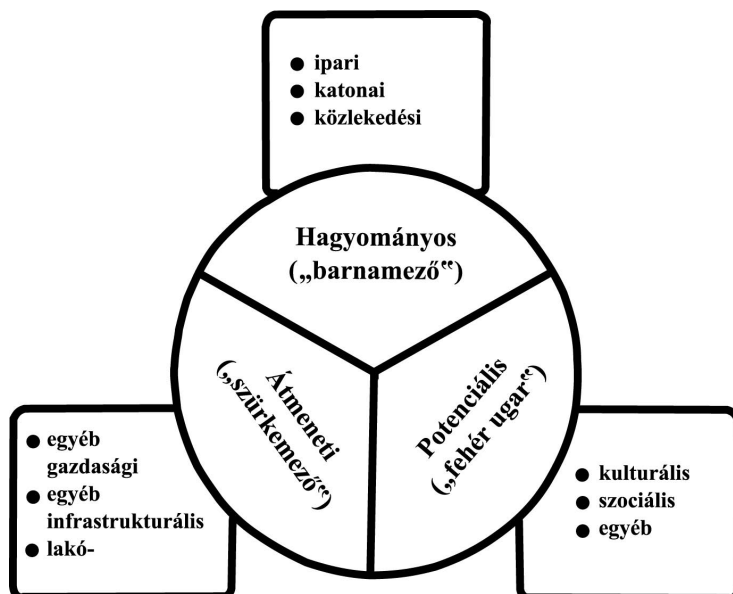 ● ipari
● katonai
● közlekedési
Hagyományos
(„barnamező“)
Átmeneti
(„szürkemező“)
Potenciális
(„fehér ugar“)
● egyéb
gazdasági
● egyéb
infrastrukturális
● lakó-
● kulturális
● szociális
● egyéb